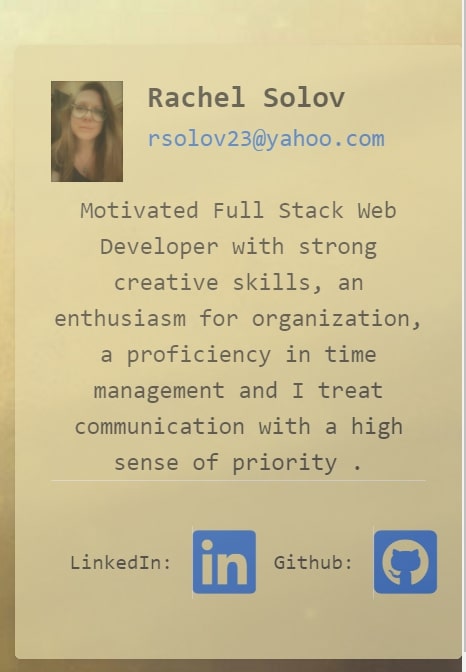 Rachel Solov
rsolov23@yahoo.com
Motivated Full Stack Web
Developer with strong
creative skills, an
enthusiasm for organization,
a proficiency in time
management and I treat
communication with a high
sense of priority .
LinkedIn: in Github: